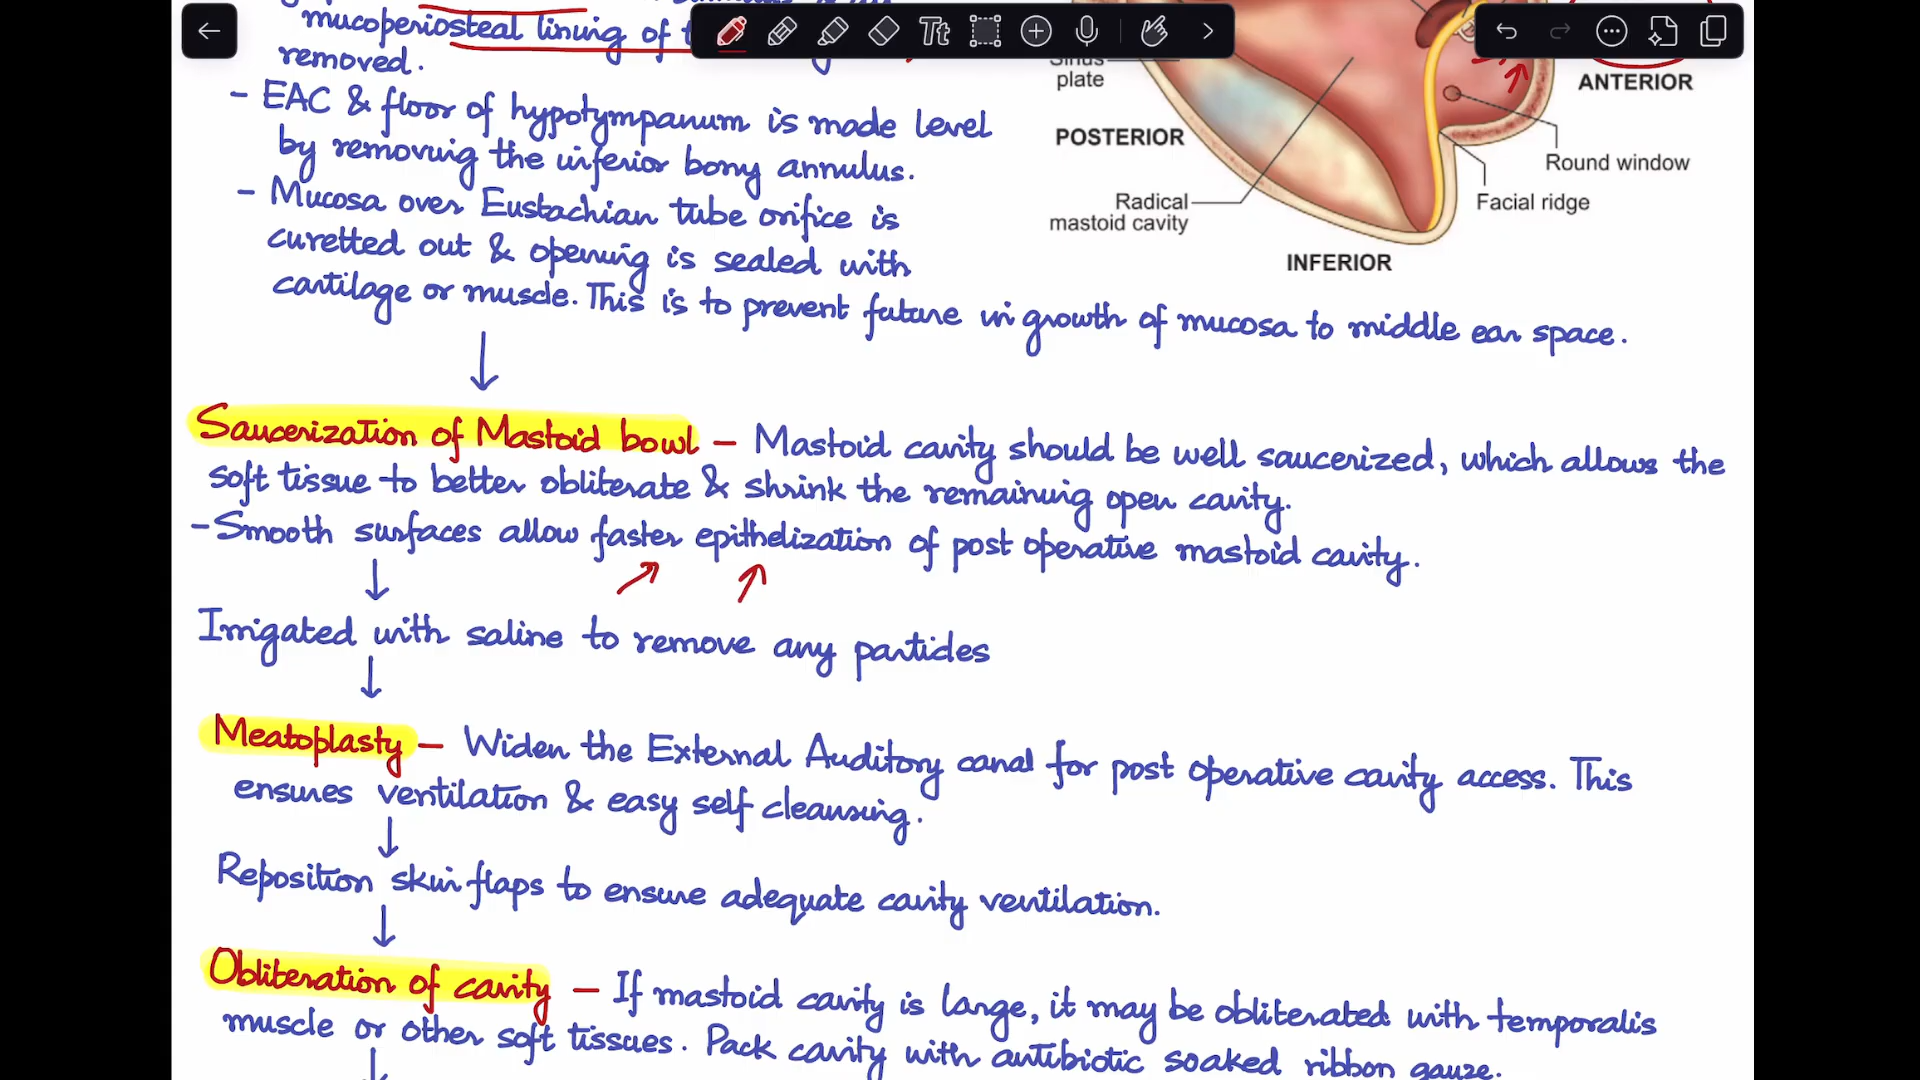 mucoperiosteal lining of
removed.
- EAC & floor of hypotympanum is made level
by removing the inferior bony annulus.
- Mucosa over Eustachian tube orifice is
curetted out & opening is sealed with
cartilage or muscle. This is to prevent future in growth of mucosa to middle ear space.
Tt
Sinus
plate
POSTERIOR
Radical
mastoid cavity
INFERIOR
ANTERIOR
Round window
Facial ridge
Saucerization of Mastoid bowl - Mastoid cavity should be well saucerized, which allows the
soft tissue to better obliterate & shrink the remaining open cavity.
- Smooth surfaces allow faster epithelization of post operative mastoid cavity.
Irrigated with saline to remove any particles
Meatoplasty - Widen the External Auditory canal for post operative cavity access. This
ensures ventilation & easy self cleansing.
Reposition skin flaps to ensure adequate cavity ventilation.
Obliteration of cavity - If mastoid cavity is large, it may be obliterated with temporalis
muscle or other soft tissues. Pack cavity with antibiotic soaked ribbon gauze.